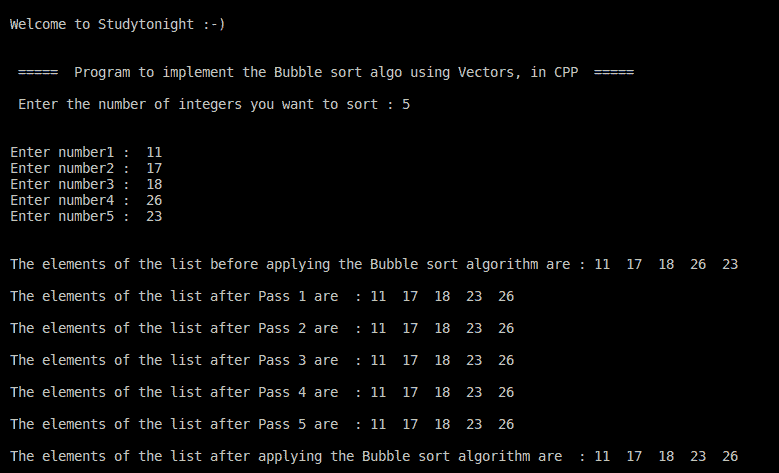 Welcome to Studytonight :-)
===== Program to implement the Bubble sort algo using Vectors, in CPP =====
Enter the number of integers you want to sort : 5
Enter number1 : 11
Enter number2 : 17
Enter number3 : 18
Enter number4 : 26
Enter number5 : 23
The elements of the list before applying the Bubble sort algorithm are : 11 17 18 26 23
The elements of the list after Pass 1 are : 11 17 18 23 26
The elements of the list after Pass 2 are : 11 17 18 23 26
The elements of the list after Pass 3 are : 11 17 18 23 26
The elements of the list after Pass 4 are : 11 17 18 23 26
The elements of the list after Pass 5 are : 11 17 18 23 26
The elements of the list after applying the Bubble sort algorithm are : 11 17 18 23 26